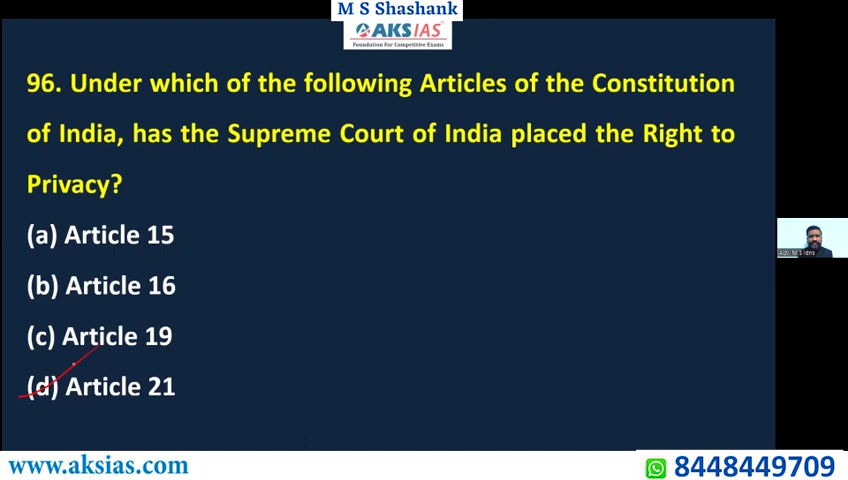 M S Shashank
AKSIAS
Foundation For Competitive Exams
96. Under which of the following Articles of the Constitution
of India, has the Supreme Court of India placed the Right to
Privacy?
(a) Article 15
(b) Article 16
(c) Article 19
(d) Article 21
www.aksias.com
8448449709